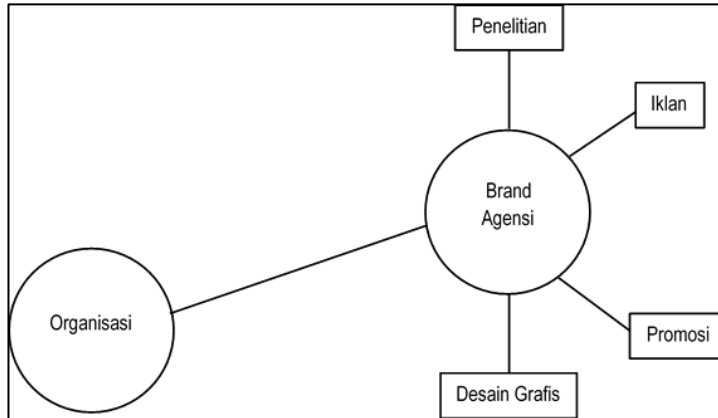 Penelitian
Iklan
Brand
Agensi
Organisasi
Promosi
Desain Grafis